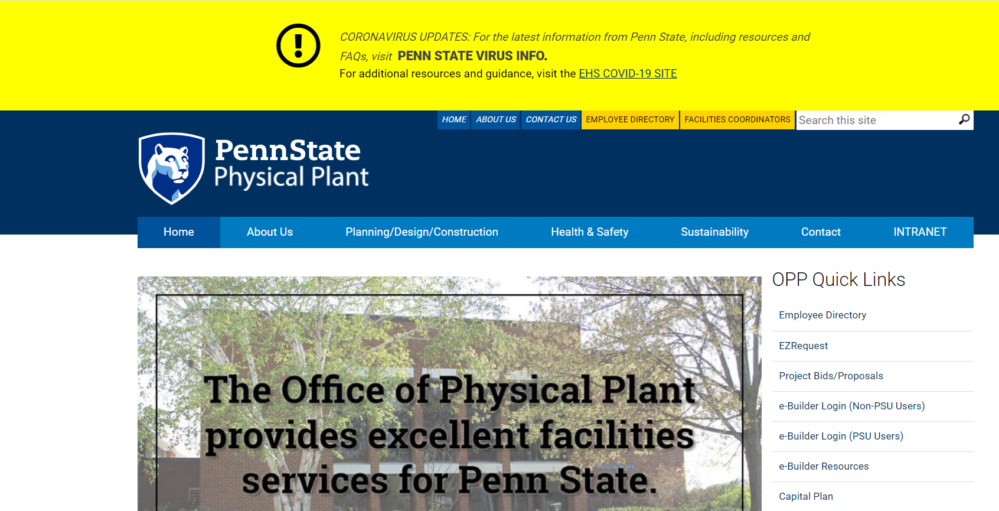 CORONAVIRUS UPDATES: For the latest information from Penn State, including resources and
FAQs, visit PENN STATE VIRUS INFO.
For additional resources and guidance, visit the EHS COVID-19 SITE
HOME ABOUT US CONTACT US EMPLOYEE DIRECTORY FACILITIES COORDINATORS Search this site
PennState
Physical Plant
Home About Us Planning/Design/Construction Health & Safety Sustainability Contact INTRANET
The Office of Physical Plant
provides excellent facilities
services for Penn State.
PHYSICAL PLANT
OPP Quick Links
Employee Directory
EZRequest
Project Bids/Proposals
e-Builder Login (Non-PSU Users)
e-Builder Login (PSU Users)
e-Builder Resources
Capital Plan